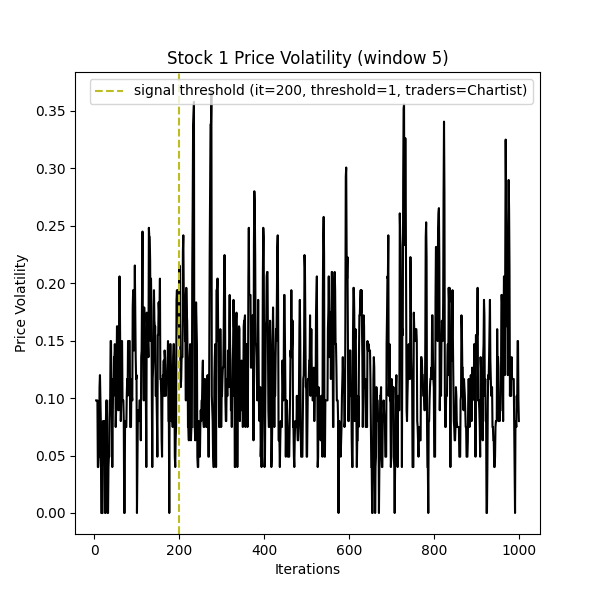 Stock 1 Price Volatility (window 5)
signal threshold (it=200, threshold=1, traders=Chartist)
Price Volatility
0.35
0.30
0.25
0.20
0.15
0.10
0.05
0.00
0 200 400 600 800 1000
Iterations